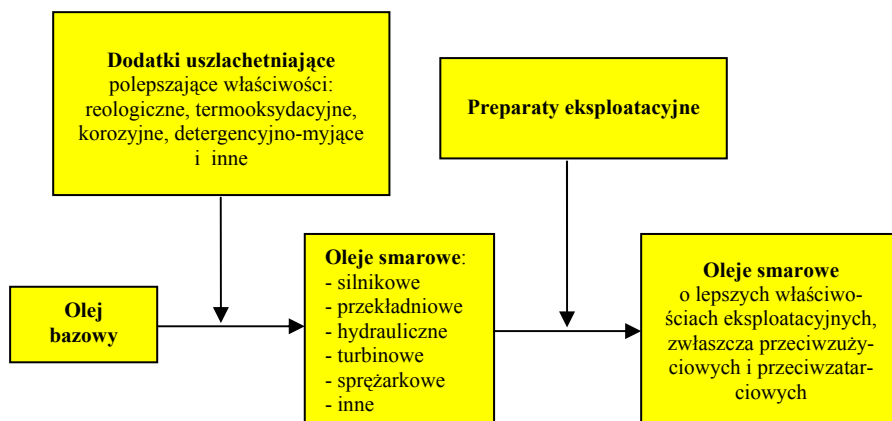 Dodatki uszlachetniające
polepszające właściwości:
reologiczne, termooksydacyjne,
korozyjne, detergencyjno-myjące
i inne
Preparaty eksploatacyjne
Olej
bazowy
Oleje smarowe:
- silnikowe
- przekładniowe
- hydrauliczne
- turbinowe
- sprężarkowe
- inne
Oleje smarowe
o lepszych właściwo-
ściach eksploatacyjnych,
zwłaszcza przeciwzuży-
ciowych i przeciwzatar-
ciowych